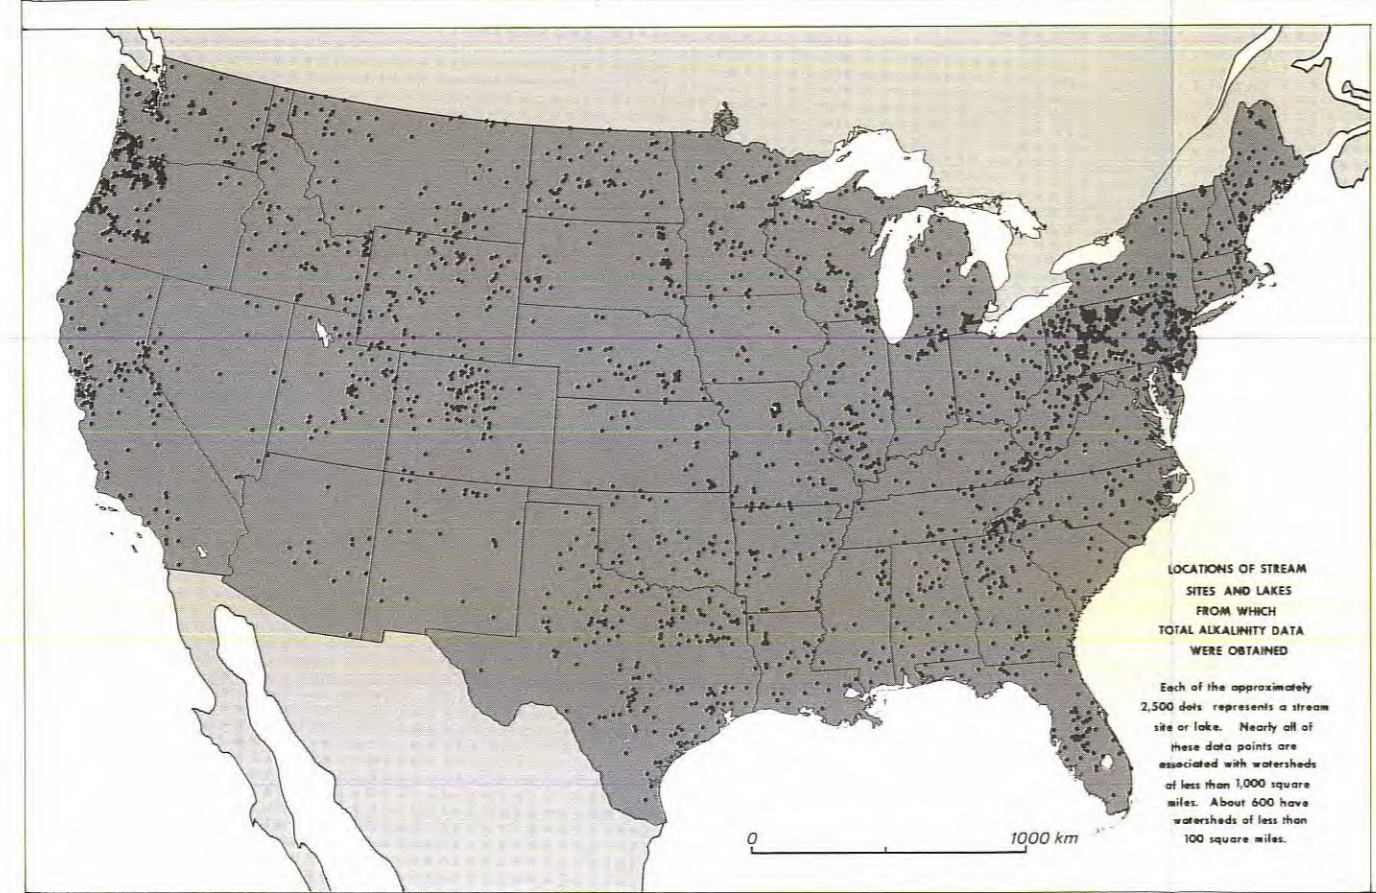 LOCATIONS OF STREAM
SITES AND LAKES
FROM WHICH
TOTAL ALKALINITY DATA
WERE OBTAINED
Each of the approximately
2,500 dots represents a stream
site or lake. Nearly all of
these data points are
associated with watersheds
of less than 1,000 square
miles. About 600 have
watersheds of less than
100 square miles.
0 1000 km